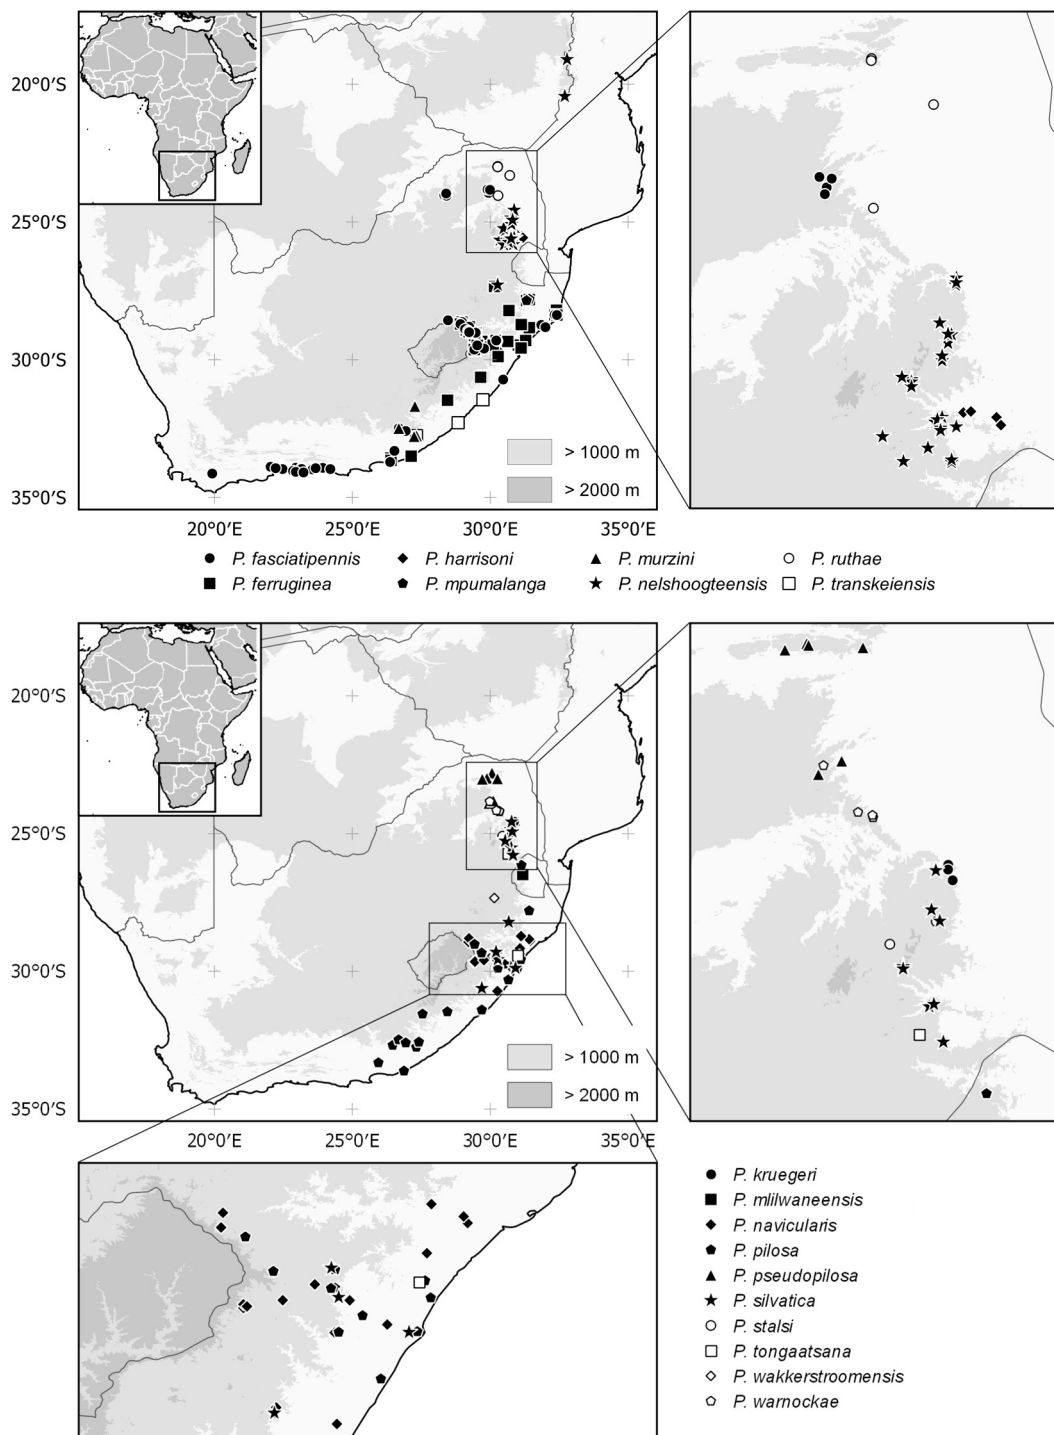 20°0′S
25°0′S
30°0′S
> 1000 m
> 2000 m
35°0′S
20°0′E 25°0′E 30°0′E 35°0′E
P. fasciatipennis P. harrisoni P. murzini P. ruthae
P. ferruginea P. mpumalanga P. nelshoogteensis P. transkeiensis
20°0′S
25°0′S
30°0′S
> 1000 m
> 2000 m
35°0′S
20°0′E 25°0′E 30°0′E 35°0′E
P. kruegeri
P. mlilwaneensis
P. navicularis
P. pilosa
P. pseudopilosa
P. silvatica
P. stalsi
P. tongaatsana
P. wakkerstroomensis
P. warnockae